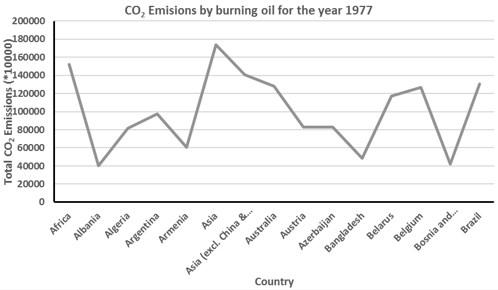 CO₂ Emisions by burning oil for the year 1977
Total CO₂ Emissions (*10000)
200000
180000
160000
140000
120000
100000
80000
60000
40000
20000
0
Africa
Albania
Algeria
Argentina
Armenia
Asia
Asia (excl. China &...
Australia
Austria
Azerbaijan
Bangladesh
Belarus
Belgium
Bosnia and...
Brazil
Country